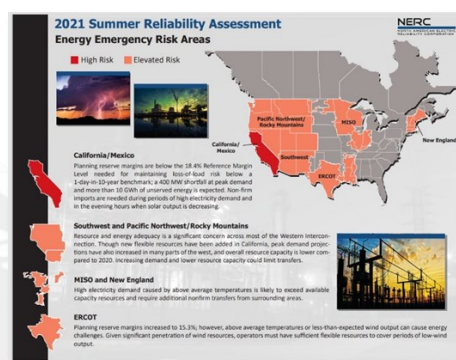 2021 Summer Reliability Assessment
NERC
NORTH AMERICAN ELECTRIC
RELIABILITY CORPORATION
Energy Emergency Risk Areas
High Risk
Elevated Risk
Pacific Northwest/
Rocky Mountains
MISO
New England
California/
Mexico
Southwest
ERCOT
California/Mexico
Planning reserve margins are below the 18.4% Reference Margin
Level needed for maintaining loss-of-load risk below a
1-day-in-10-year benchmark; a 400 MW shortfall at peak demand
and more than 10 GWh of unserved energy is expected. Non-firm
imports are needed during periods of high electricity demand and
in the evening hours when solar output is decreasing.
Southwest and Pacific Northwest/Rocky Mountains
Resource and energy adequacy is a significant concern across most of the Western Intercon-
nection. Though new flexible resources have been added in California, peak demand projec-
tions have also increased in many parts of the west, and overall resource capacity is lower com-
pared to 2020. Increasing demand and lower resource capacity could limit transfers.
MISO and New England
High electricity demand caused by above average temperatures is likely to exceed available
capacity resources and require additional nonfirm transfers from surrounding areas.
ERCOT
Planning reserve margins increased to 15.3%; however, above average temperatures or less-than-expected wind output can cause energy
challenges. Given significant penetration of wind resources, operators must have sufficient flexible resources to cover periods of low-wind
output.